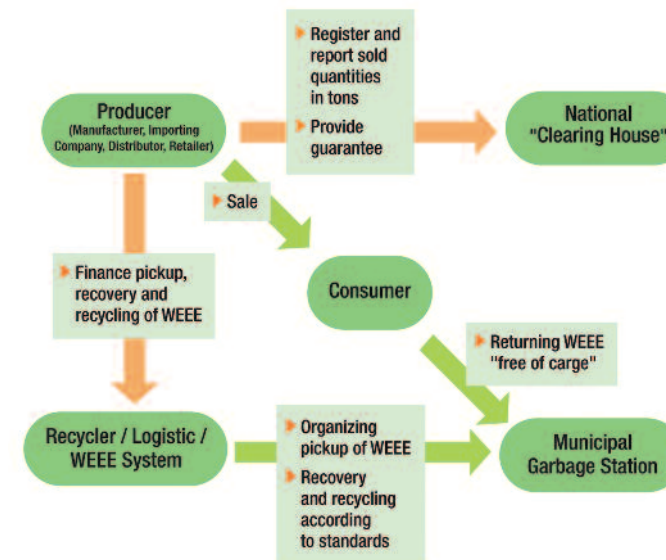 Register and
report sold
quantities
in tons
Provide
guarantee
Producer
(Manufacturer, Importing
Company, Distributor, Retailer)
National
"Clearing House"
Sale
Finance pickup,
recovery and
recycling of WEEE
Consumer
Returning WEEE
"free of carge"
Recycler / Logistic /
WEEE System
Organizing
pickup of WEEE
Recovery
and recycling
according
to standards
Municipal
Garbage Station